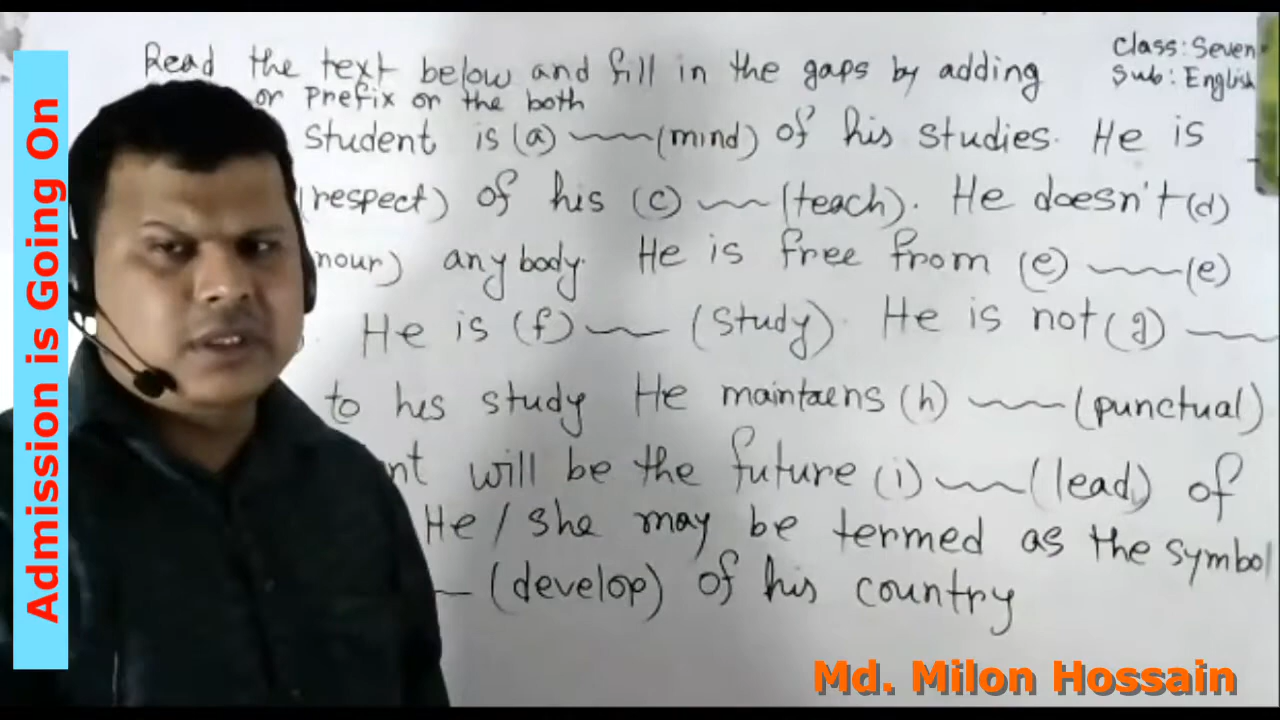 Read the text below and fill in the gaps by adding
or prefix or the both
Class: Seven
Sub: English
student is (a) ~~~ (mind) of his studies. He is
(respect) of his (c) ~~~ (teach). He doesn't (d)
nour) anybody. He is free from (e) ~~~ (e)
He is (f) ~~~ (study). He is not (g) ~~~
to his study He maintaens (h) ~~~ (punctual)
nt will be the future (i) ~~~ (lead) of
He / she may be termed as the symbol
(develop) of his country
Admission is Going On
Md. Milon Hossain